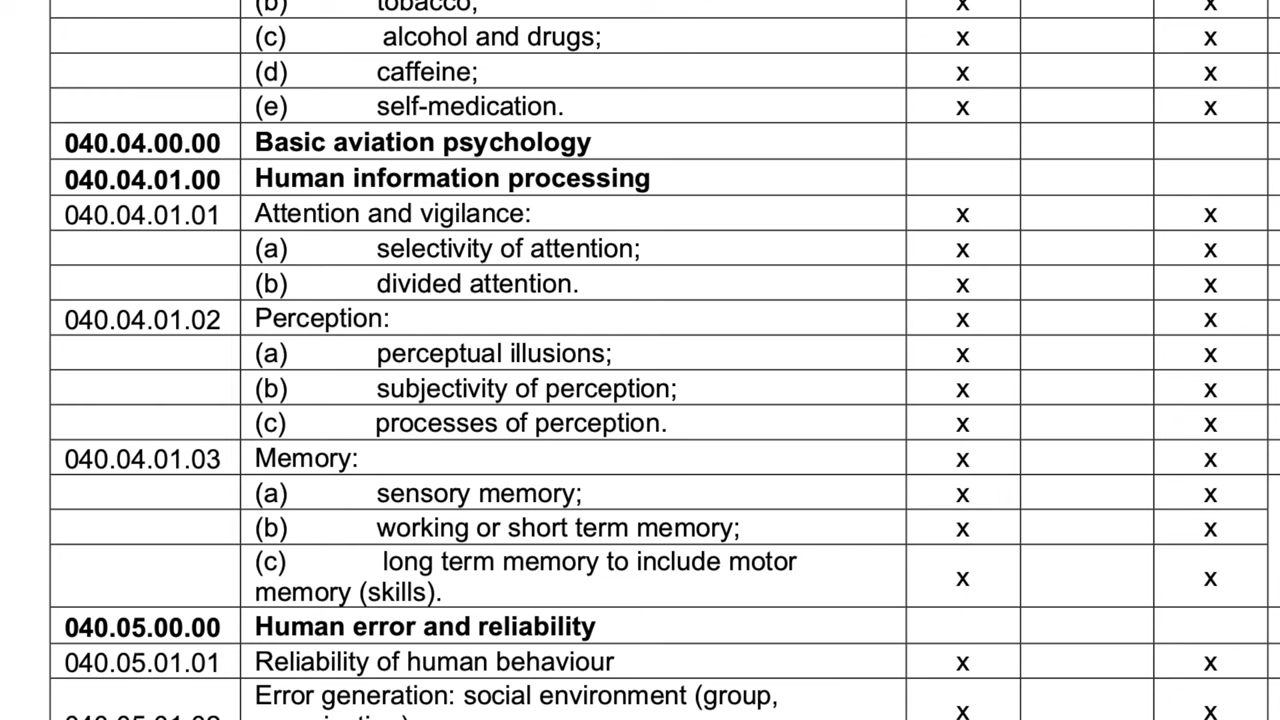 (b) tobacco; x x
(c) alcohol and drugs; x x
(d) caffeine; x x
(e) self-medication. x x
040.04.00.00 Basic aviation psychology
040.04.01.00 Human information processing
040.04.01.01 Attention and vigilance: x x
(a) selectivity of attention; x x
(b) divided attention. x x
040.04.01.02 Perception: x x
(a) perceptual illusions; x x
(b) subjectivity of perception; x x
(c) processes of perception. x x
040.04.01.03 Memory: x x
(a) sensory memory; x x
(b) working or short term memory; x x
(c) long term memory to include motor
memory (skills). x x
040.05.00.00 Human error and reliability
040.05.01.01 Reliability of human behaviour x x
Error generation: social environment (group, x x